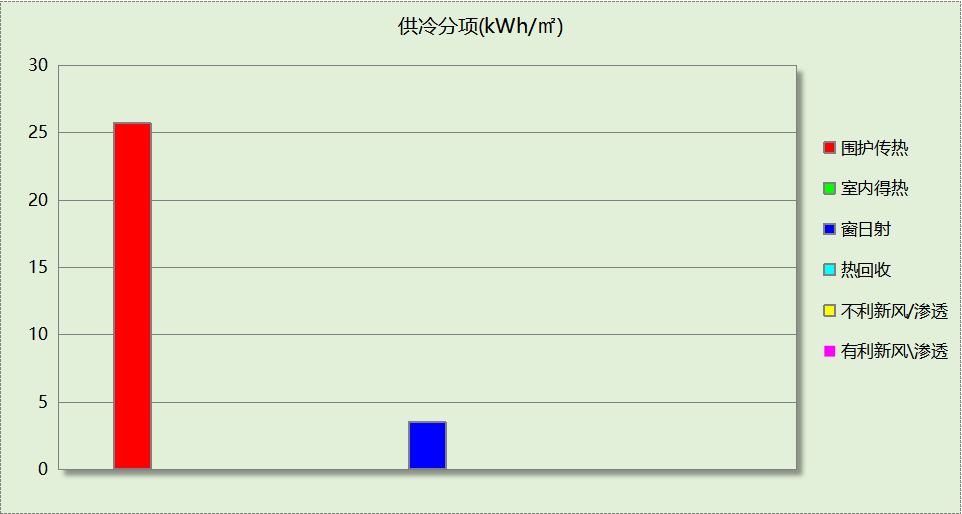 供冷分项(kWh/㎡)
30
25
20
15
10
5
0
围护传热
室内得热
窗日射
热回收
不利新风/渗透
有利新风\渗透